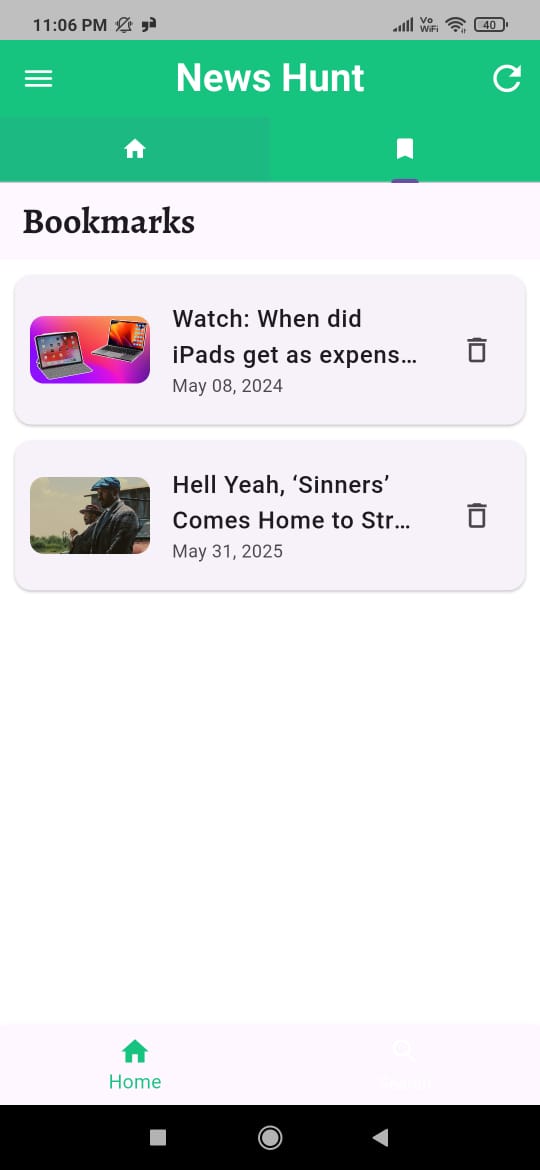 11:06 PM
Vo
WiFi
40
News Hunt
Bookmarks
Watch: When did
iPads get as expens…
May 08, 2024
Hell Yeah, ‘Sinners’
Comes Home to Str…
May 31, 2025
Home